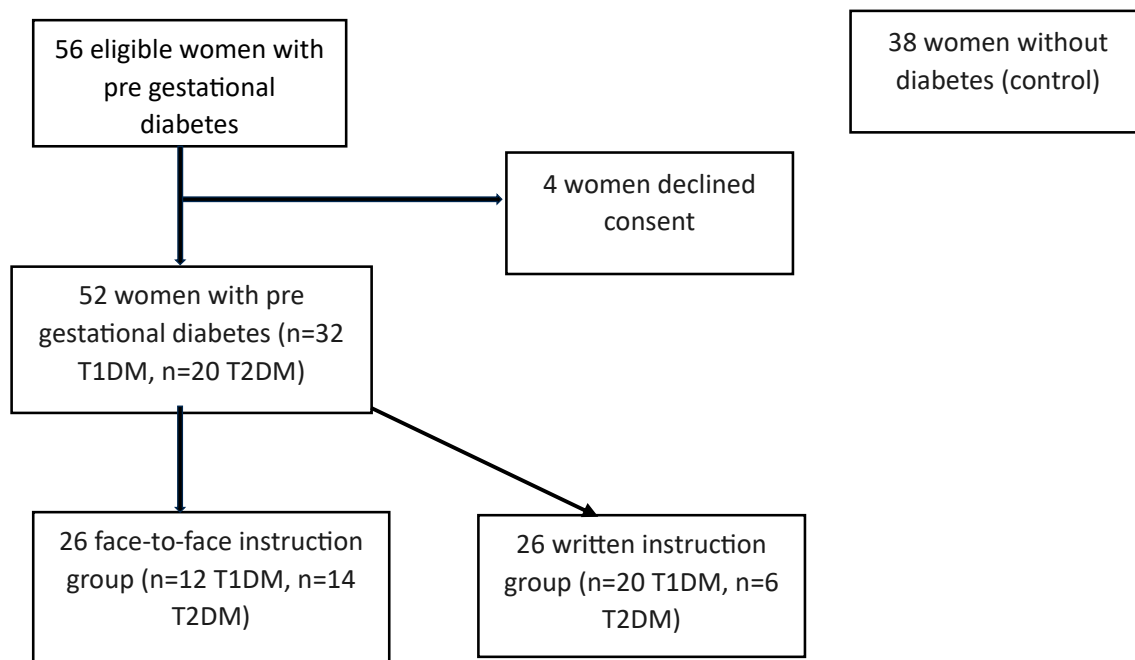 56 eligible women with
pre gestational
diabetes
38 women without
diabetes (control)
4 women declined
consent
52 women with pre
gestational diabetes (n=32
T1DM, n=20 T2DM)
26 face-to-face instruction
group (n=12 T1DM, n=14
T2DM)
26 written instruction
group (n=20 T1DM, n=6
T2DM)